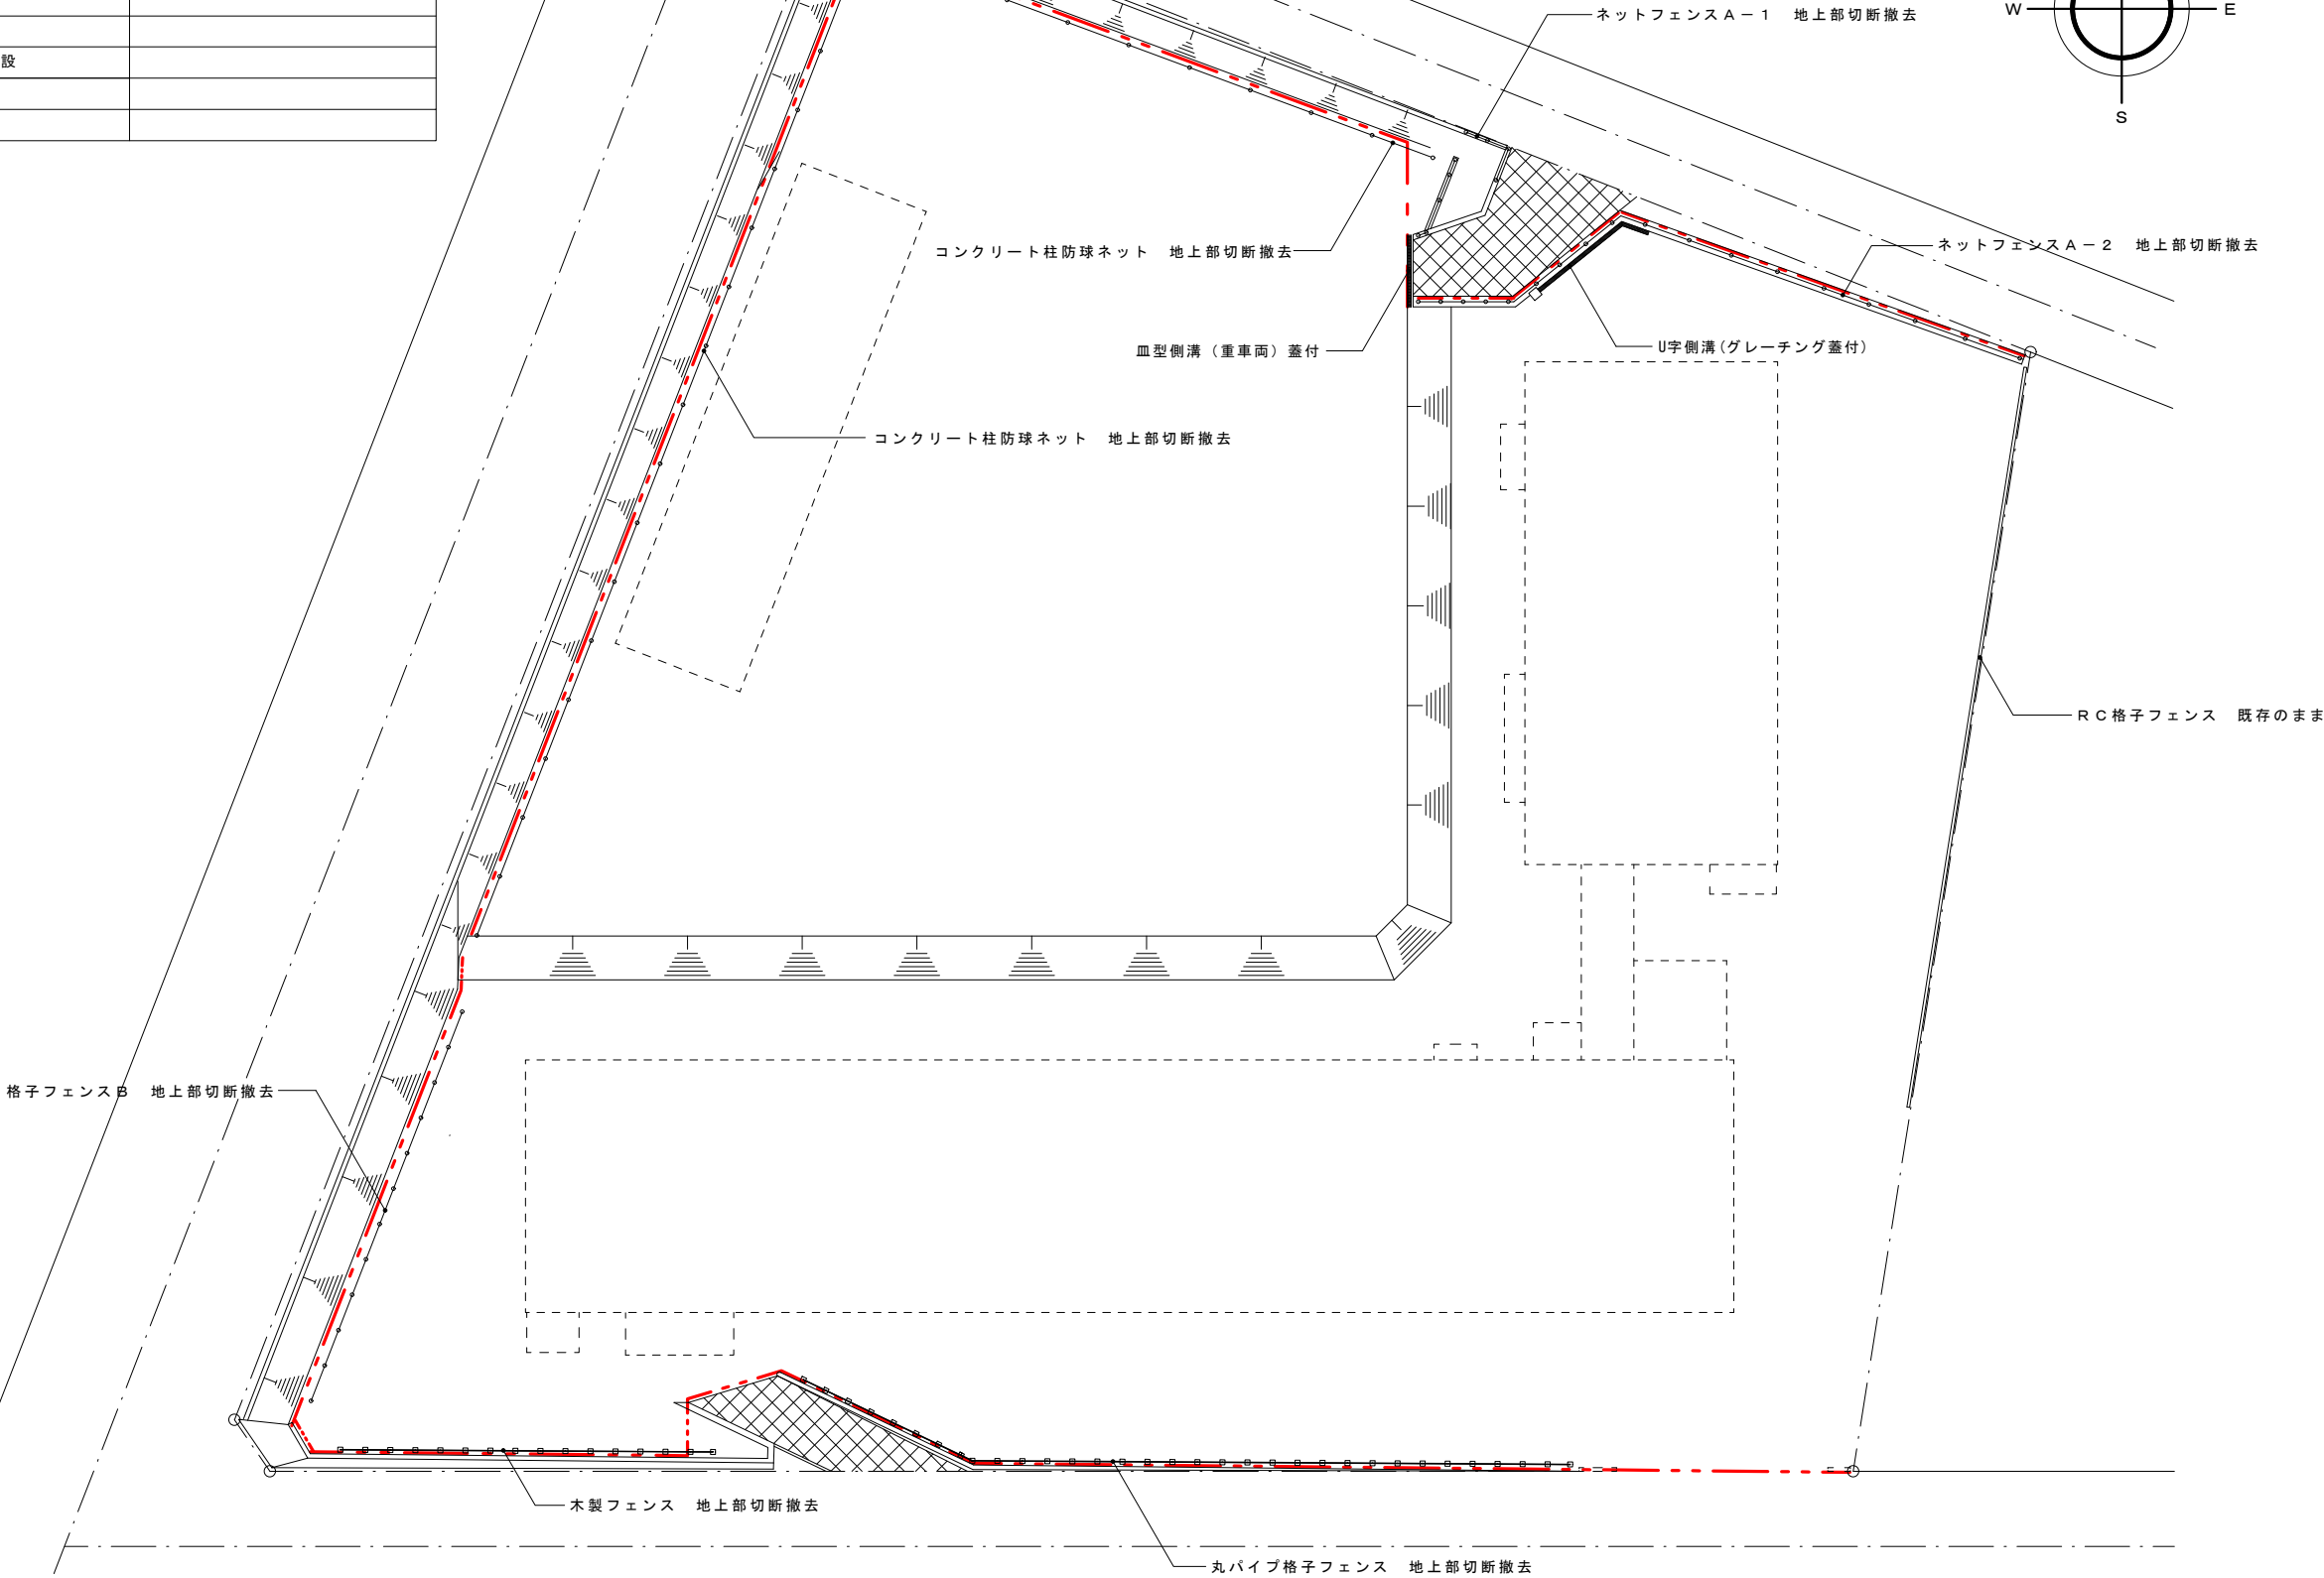 ネットフェンスA－1　地上部切断撤去
W
E
設
S
コンクリート柱防球ネット　地上部切断撤去
ネットフェンスA－2　地上部切断撤去
皿型側溝（重車両）蓋付
U字側溝(グレーチング蓋付)
コンクリート柱防球ネット　地上部切断撤去
RC格子フェンス　既存のまま
格子フェンスB　地上部切断撤去
木製フェンス　地上部切断撤去
丸パイプ格子フェンス　地上部切断撤去